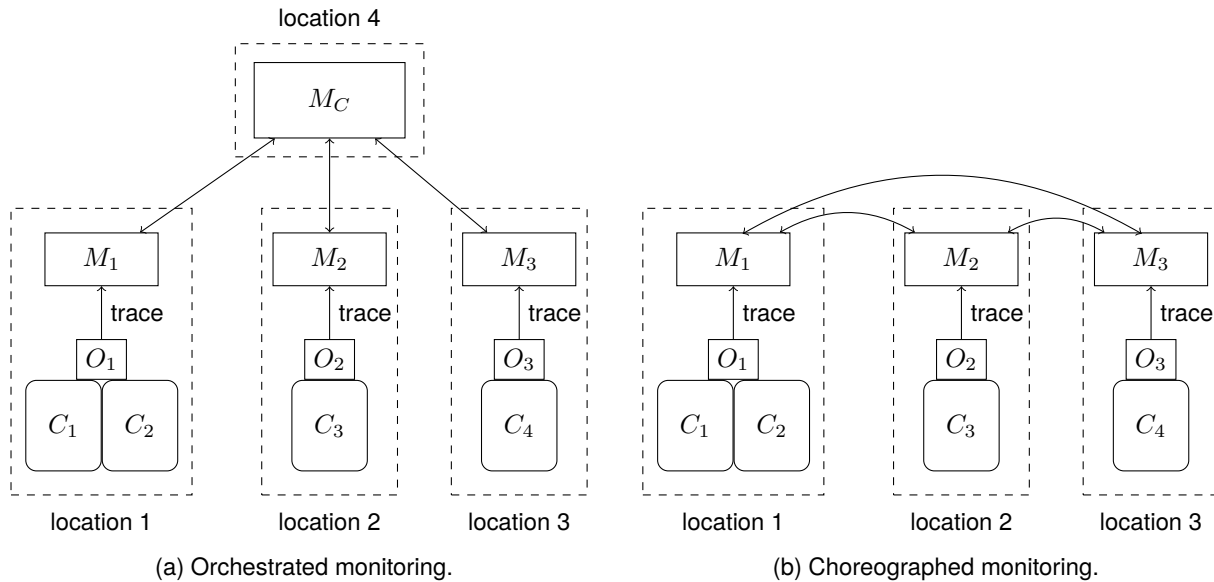 location 4
M_C
M_1 M_2 M_3 M_1 M_2 M_3
trace trace trace trace trace trace
O_1 O_2 O_3 O_1 O_2 O_3
C_1 C_2 C_3 C_4 C_1 C_2 C_3 C_4
location 1 location 2 location 3 location 1 location 2 location 3
(a) Orchestrated monitoring. (b) Choreographed monitoring.